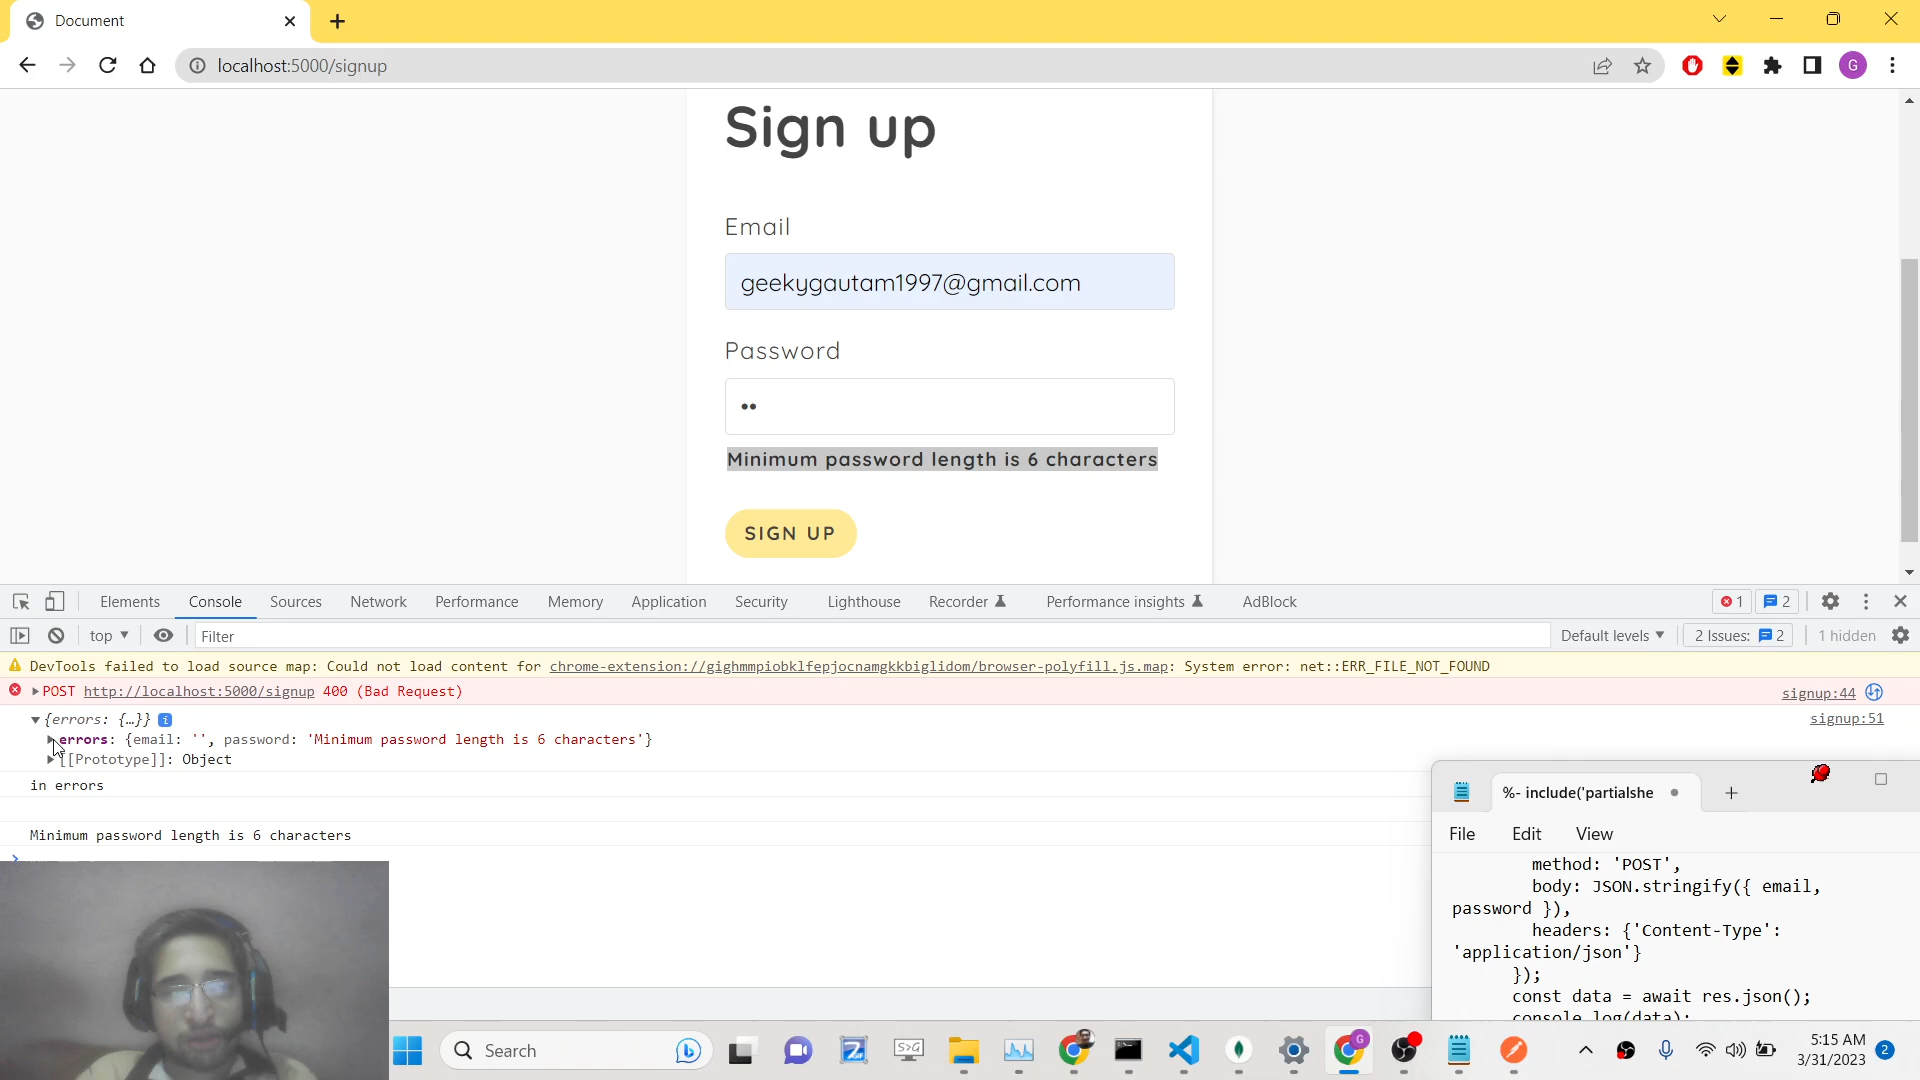 Document
localhost:5000/signup
G
Sign up
Email
geekygautam1997@gmail.com
Password
Minimum password length is 6 characters
SIGN UP
Elements Console Sources Network Performance Memory Application Security Lighthouse Recorder Performance insights AdBlock 1 2
top Filter Default levels 2 Issues: 2 1 hidden
DevTools failed to load source map: Could not load content for chrome-extension://gighmmpiobklfepjocnamgkkbiglidom/browser-polyfill.js.map: System error: net::ERR_FILE_NOT_FOUND
POST http://localhost:5000/signup 400 (Bad Request) signup:44
{errors: {…}} signup:51
errors: {email: '', password: 'Minimum password length is 6 characters'}
[[Prototype]]: Object
in errors
Minimum password length is 6 characters
%- include('partialshe
File Edit View
method: 'POST',
body: JSON.stringify({ email,
password }),
headers: {'Content-Type':
'application/json'}
});
const data = await res.json();
console.log(data);
Search
5:15 AM
3/31/2023
2